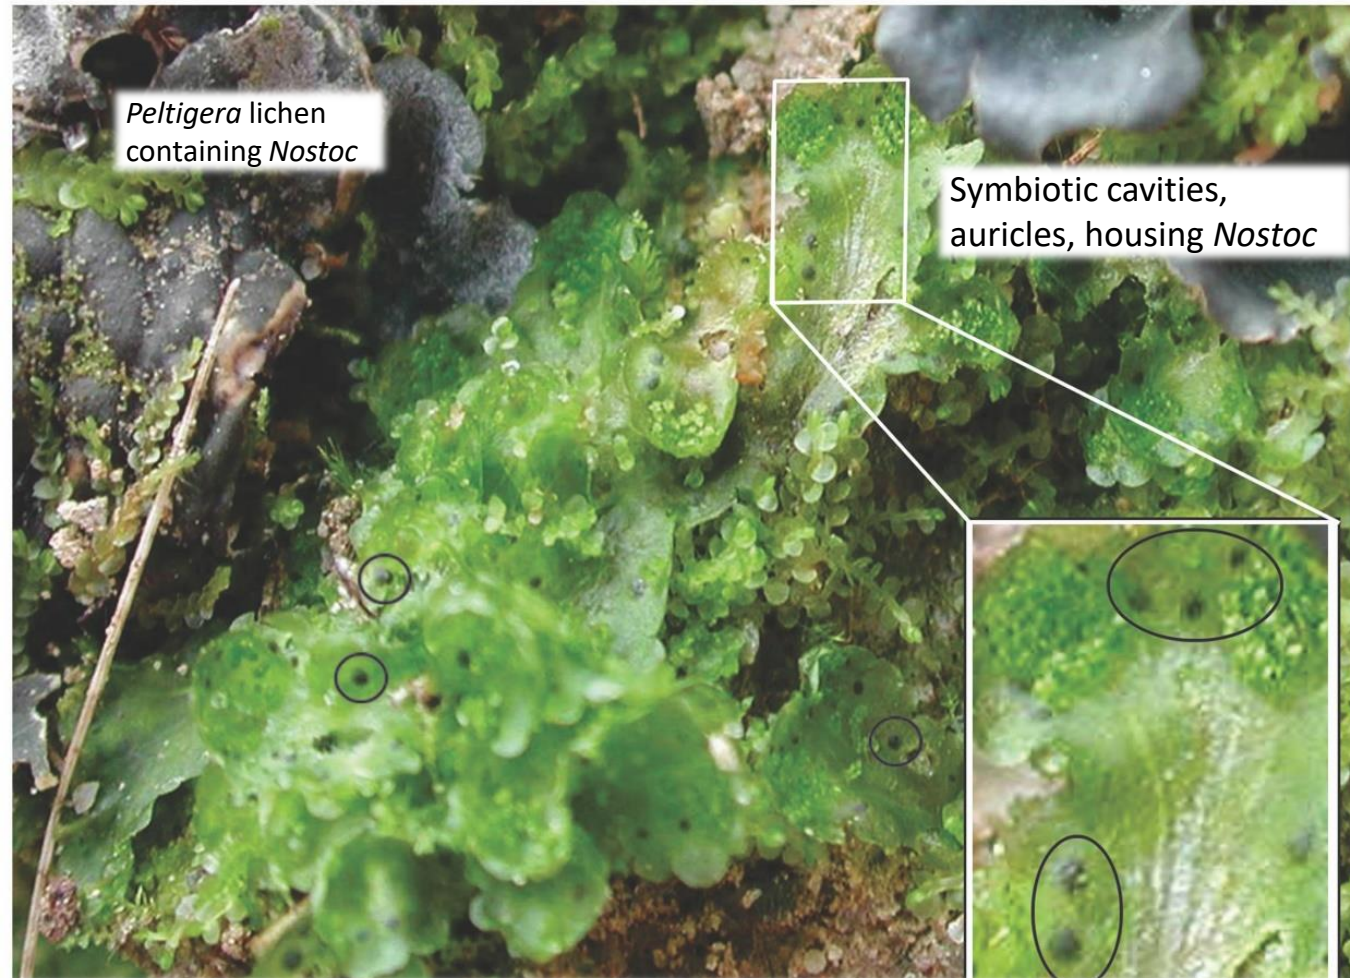 Peltigera lichen
containing Nostoc
Symbiotic cavities,
auricles, housing Nostoc